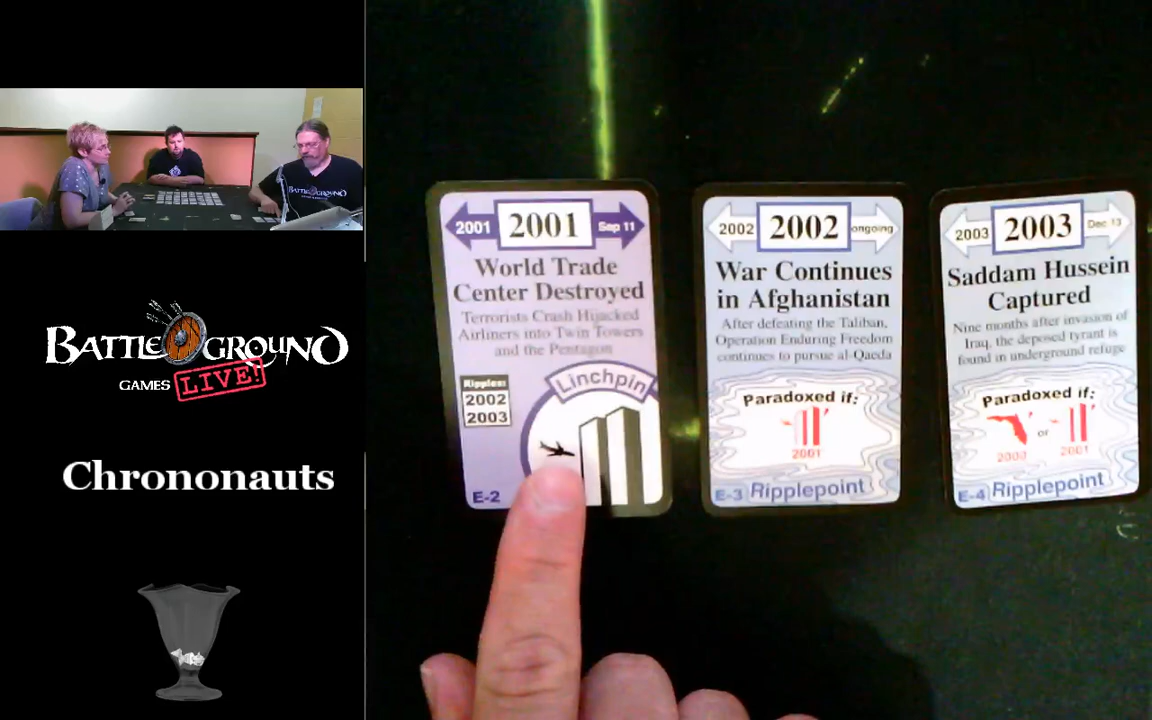 BATTLEGROUND
BATTLEGROUND
GAMES LIVE!
Chrononauts
2001 2001 Sep 11
World Trade
Center Destroyed
Terrorists Crash Hijacked
Airliners into Twin Towers
and the Pentagon
Ripples:
2002
2003
Linchpin
E-2
2002 2002 ongoing
War Continues
in Afghanistan
After defeating the Taliban,
Operation Enduring Freedom
continues to pursue al-Qaeda
Paradoxed if:
2001
E-3 Ripplepoint
2003 2003 Dec 13
Saddam Hussein
Captured
Nine months after invasion of
Iraq, the deposed tyrant is
found in underground refuge
Paradoxed if:
or
2000 2001
E-4 Ripplepoint